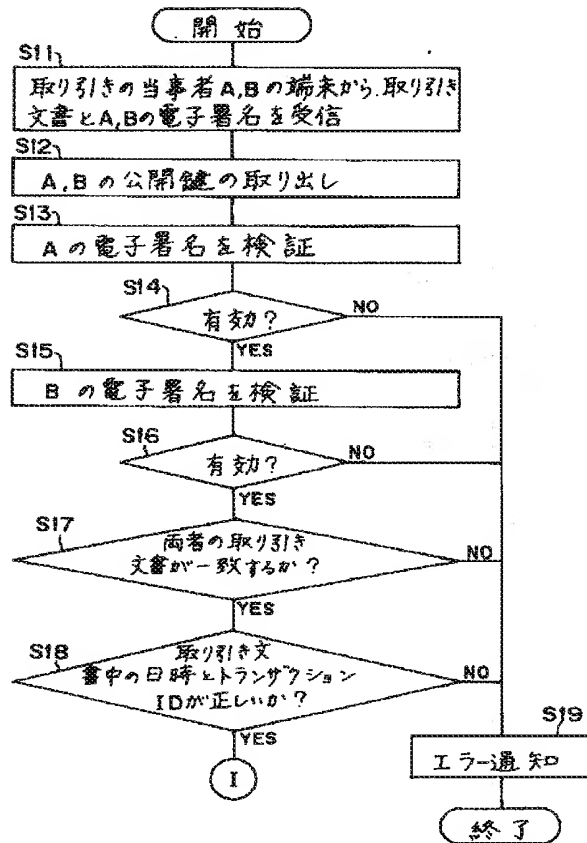 開始
S11
取り引きの当事者A,Bの端末から、取り引き
文書とA,Bの電子署名を受信
S12
A,Bの公開鍵の取り出し
S13
Aの電子署名を検証
S14
有効?
NO
YES
S15
Bの電子署名を検証
S16
有効?
NO
YES
S17
両者の取り引き
文書が一致するか?
NO
YES
S18
取り引き文
書中の日時とトランザクション
IDが正しいか?
NO
YES
I
S19
エラー通知
終了